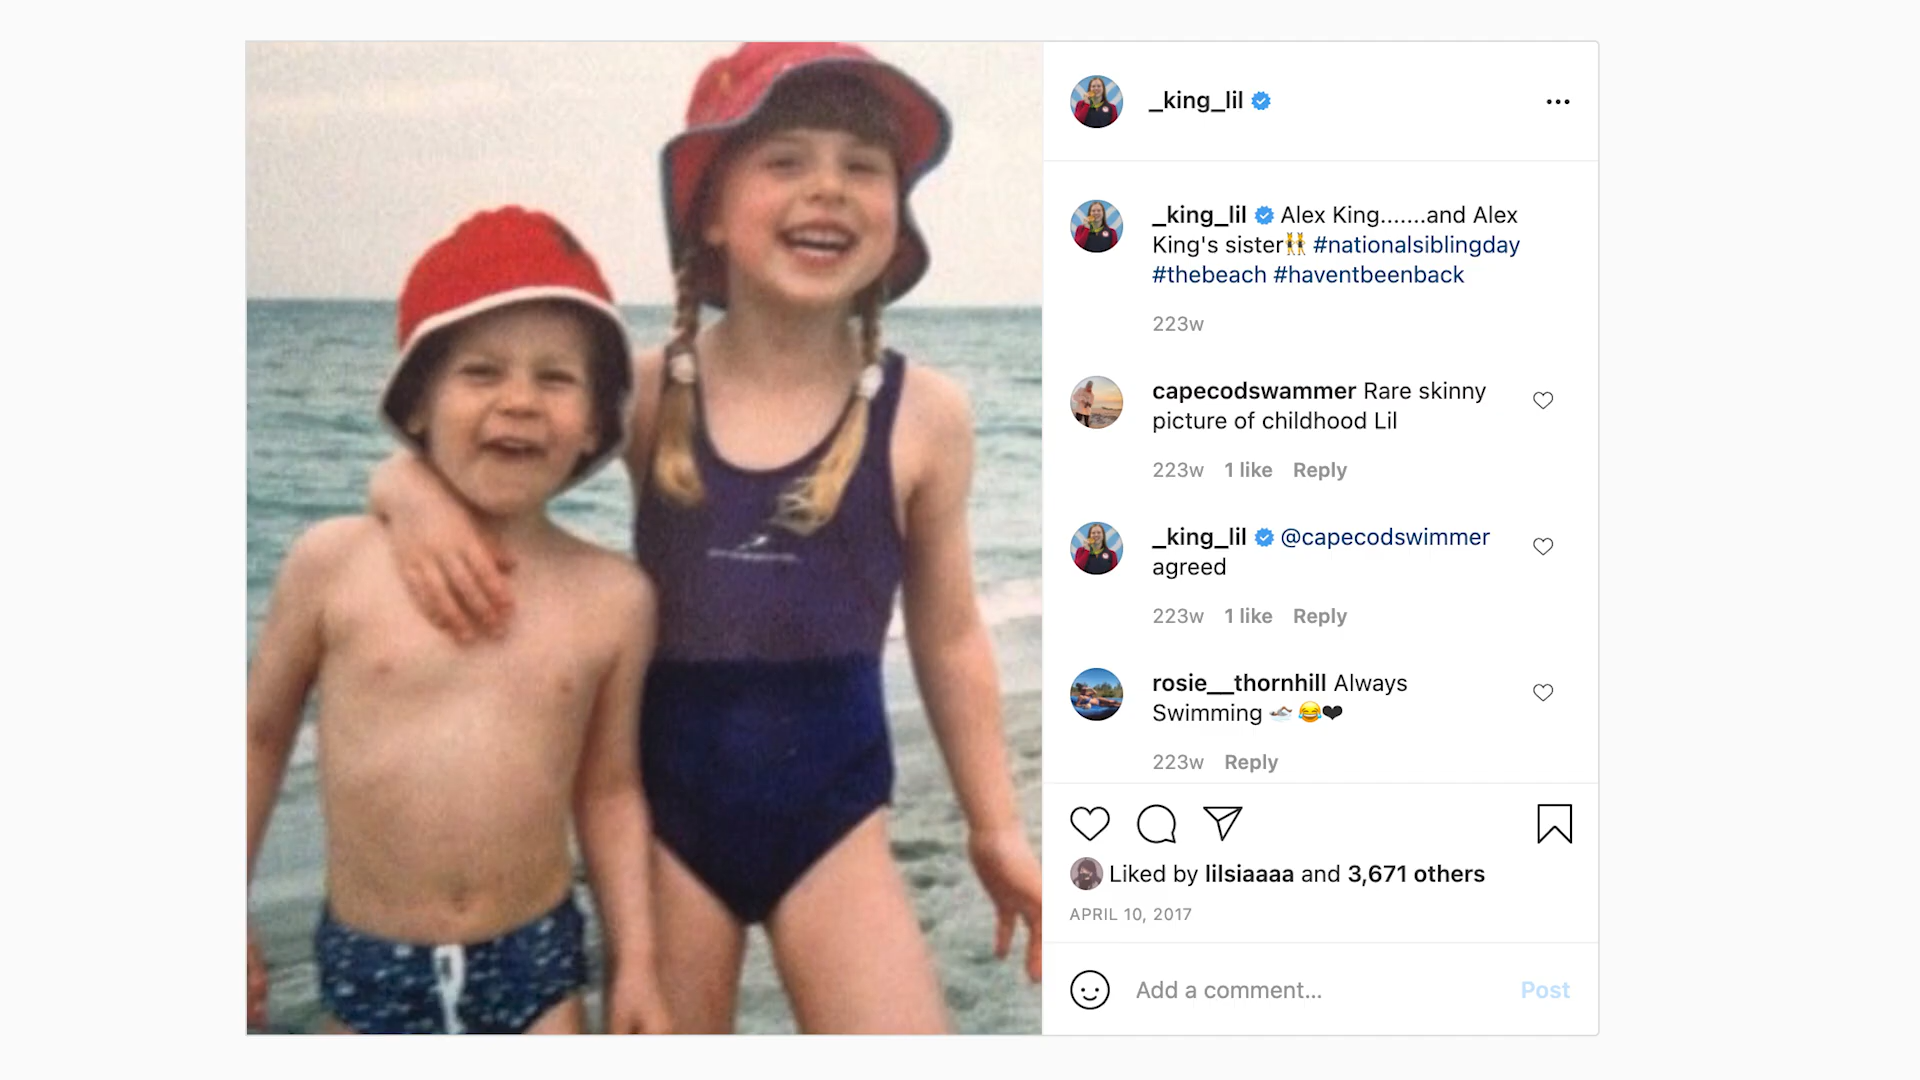 _king_lil
_king_lil Alex King.......and Alex
King's sister👯 #nationalsiblingday
#thebeach #haventbeenback
223w
capecodswammer Rare skinny
picture of childhood Lil
223w 1 like Reply
_king_lil @capecodswimmer
agreed
223w 1 like Reply
rosie__thornhill Always
Swimming 🏊 😂❤
223w Reply
Liked by lilsiaaaa and 3,671 others
APRIL 10, 2017
Add a comment... Post